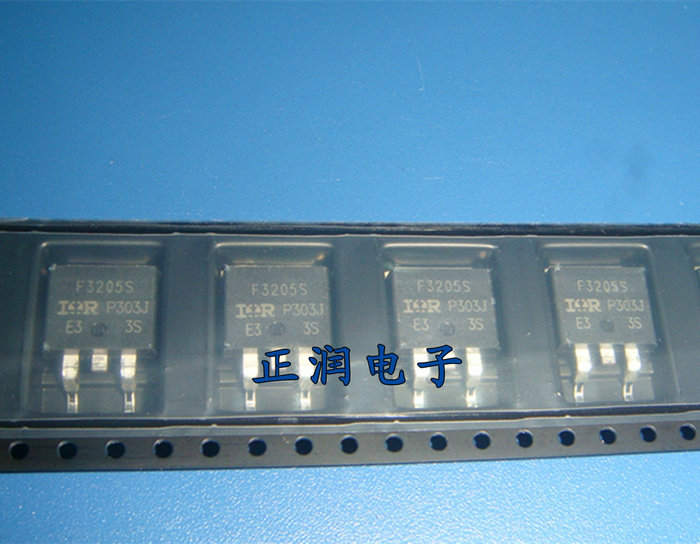 F3205S
IOR P303J
E3 3S
F3205S
IOR P303J
E3 3S
F3205S
IOR P303J
E3 3S
F3205S
IOR P303J
E3 3S
正润电子